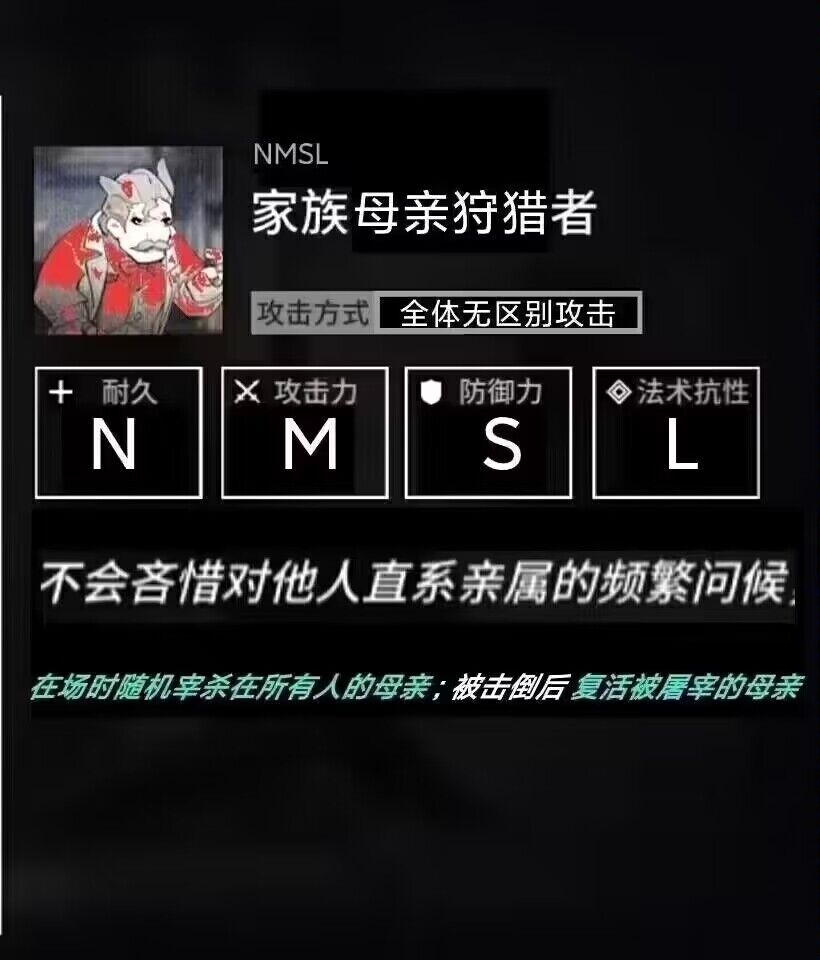 NMSL
家族母亲狩猎者
攻击方式 全体无区别攻击
耐久 攻击力 防御力 法术抗性
N M S L
不会吝惜对他人直系亲属的频繁问候
在场时随机宰杀在所有人的母亲；被击倒后 复活被屠宰的母亲